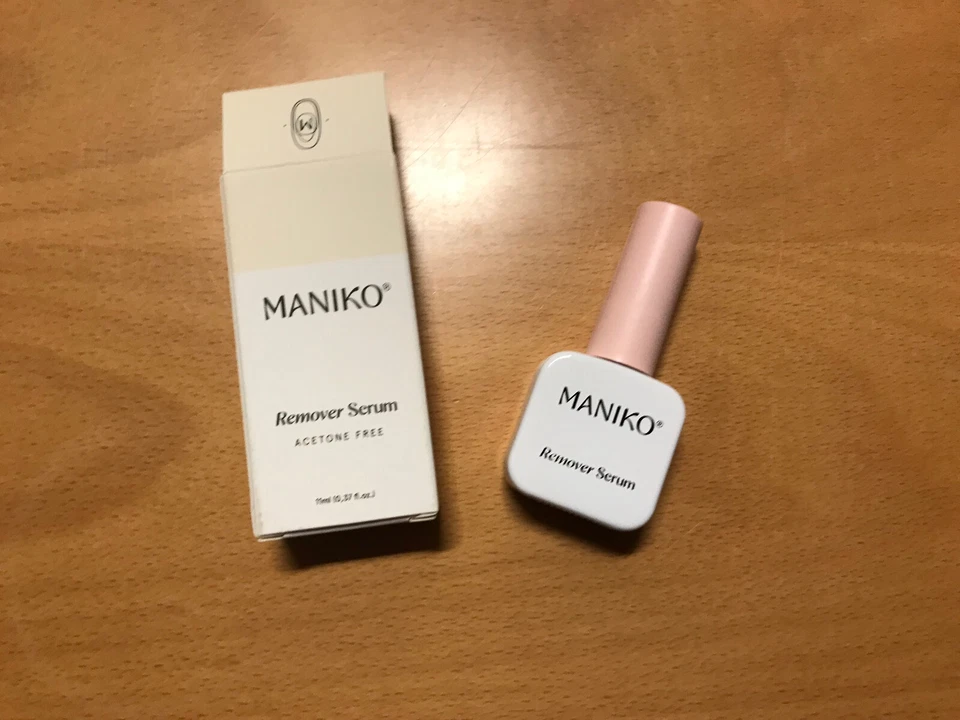 M
MANIKO®
Remover Serum
ACETONE FREE
11ml (0,37 fl.oz.)
MANIKO®
Remover Serum